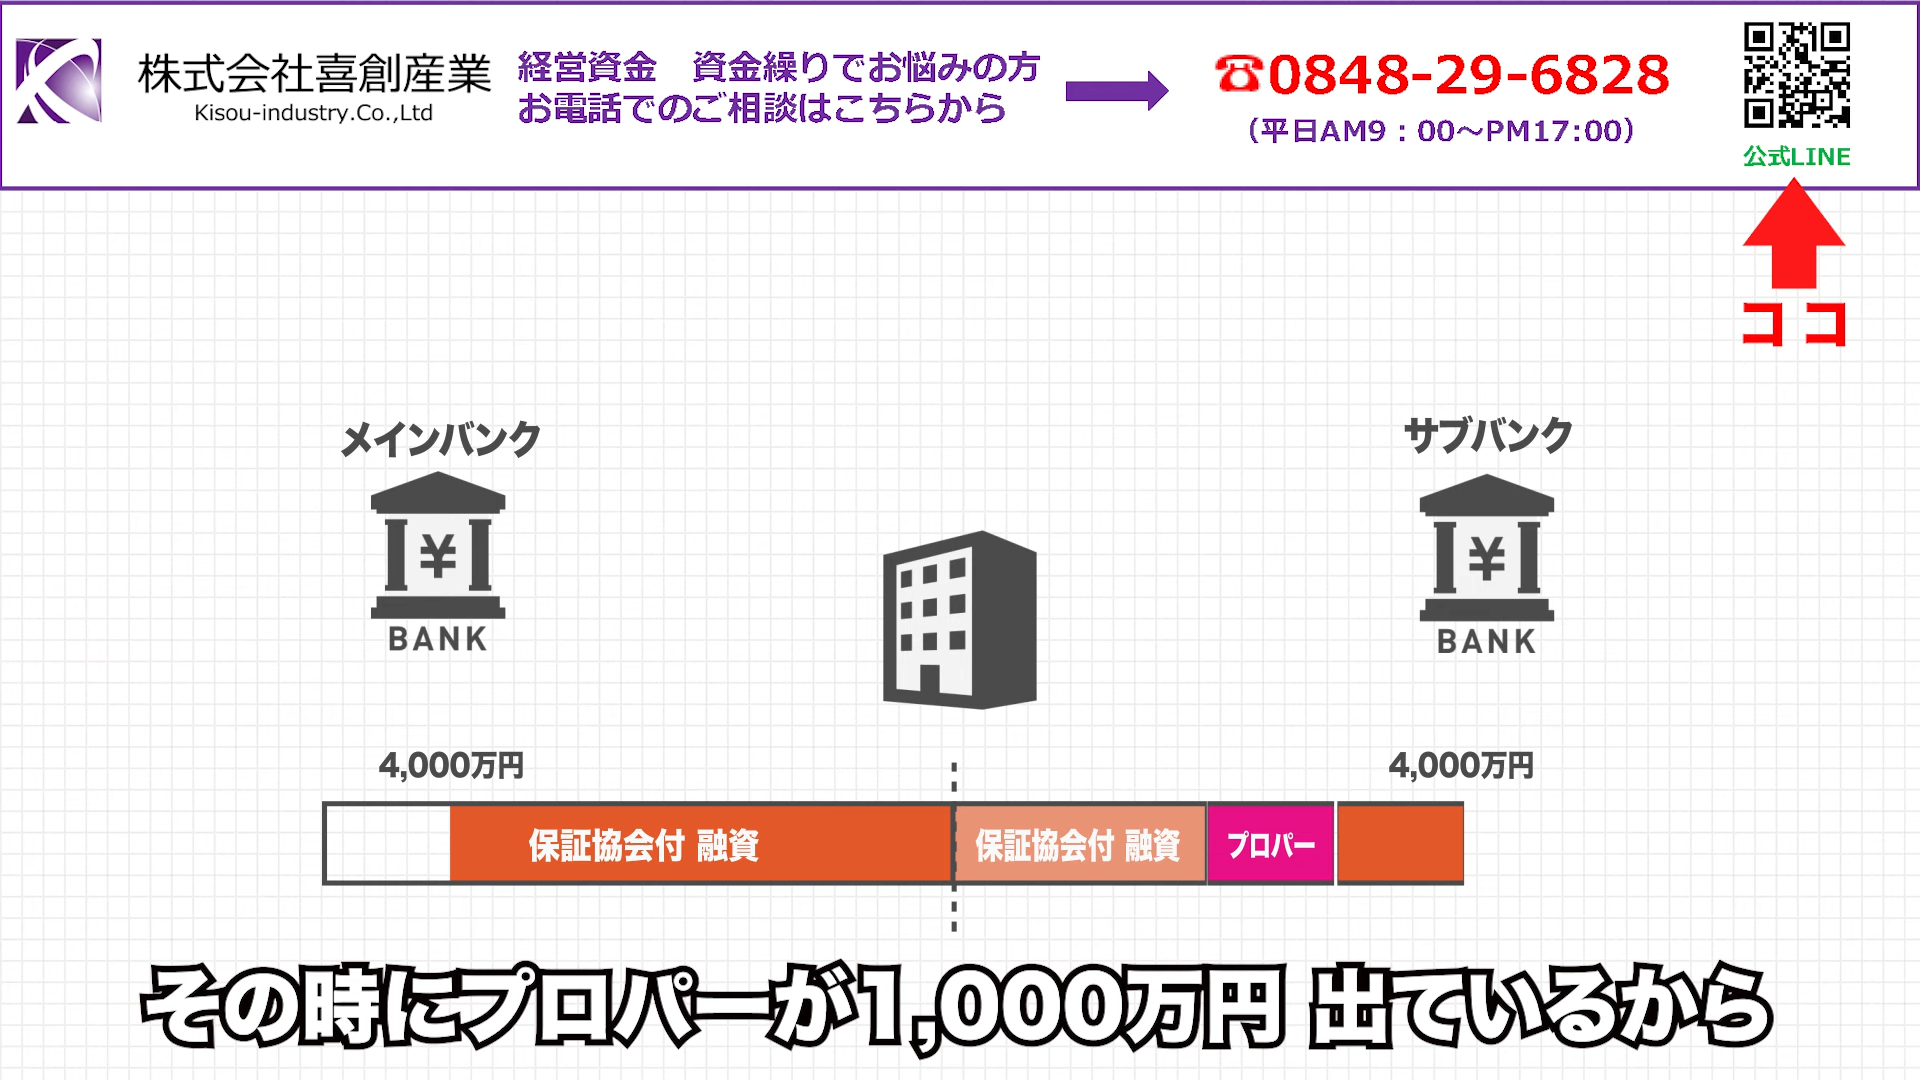 株式会社喜創産業
Kisou-industry.Co.,Ltd
経営資金　資金繰りでお悩みの方
お電話でのご相談はこちらから
☎0848-29-6828
（平日AM9：00～PM17:00）
公式LINE
ココ
メインバンク
サブバンク
¥
BANK
¥
BANK
4,000万円
4,000万円
保証協会付 融資
保証協会付 融資
プロパー
その時にプロパーが1,000万円 出ているから